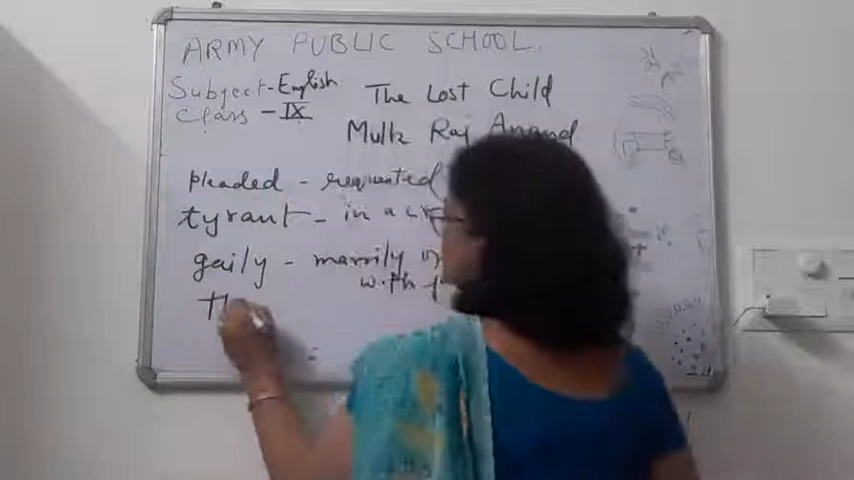 ARMY PUBLIC SCHOOL.
Subject-English
Class - IX
The Lost Child
Mulk Raj Anand
pleaded - requested
tyrant - in a
gaily - marrily
with